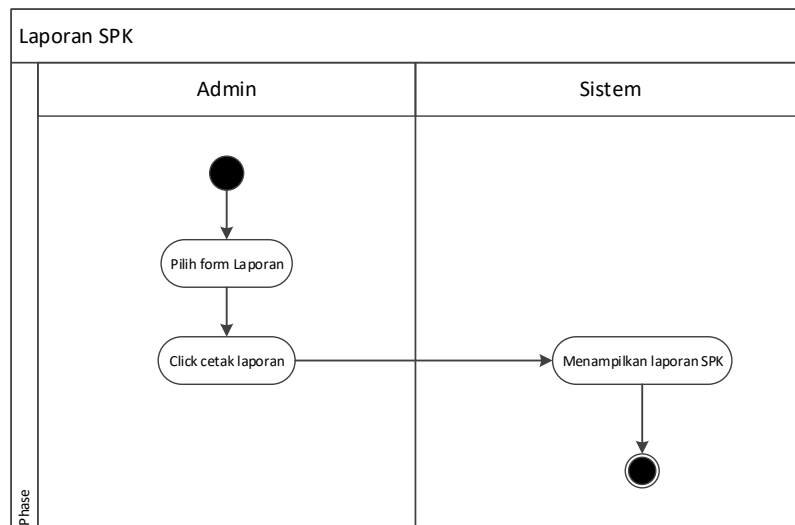 Laporan SPK
Admin
Sistem
Pilih form Laporan
Click cetak laporan
Menampilkan laporan SPK
Phase